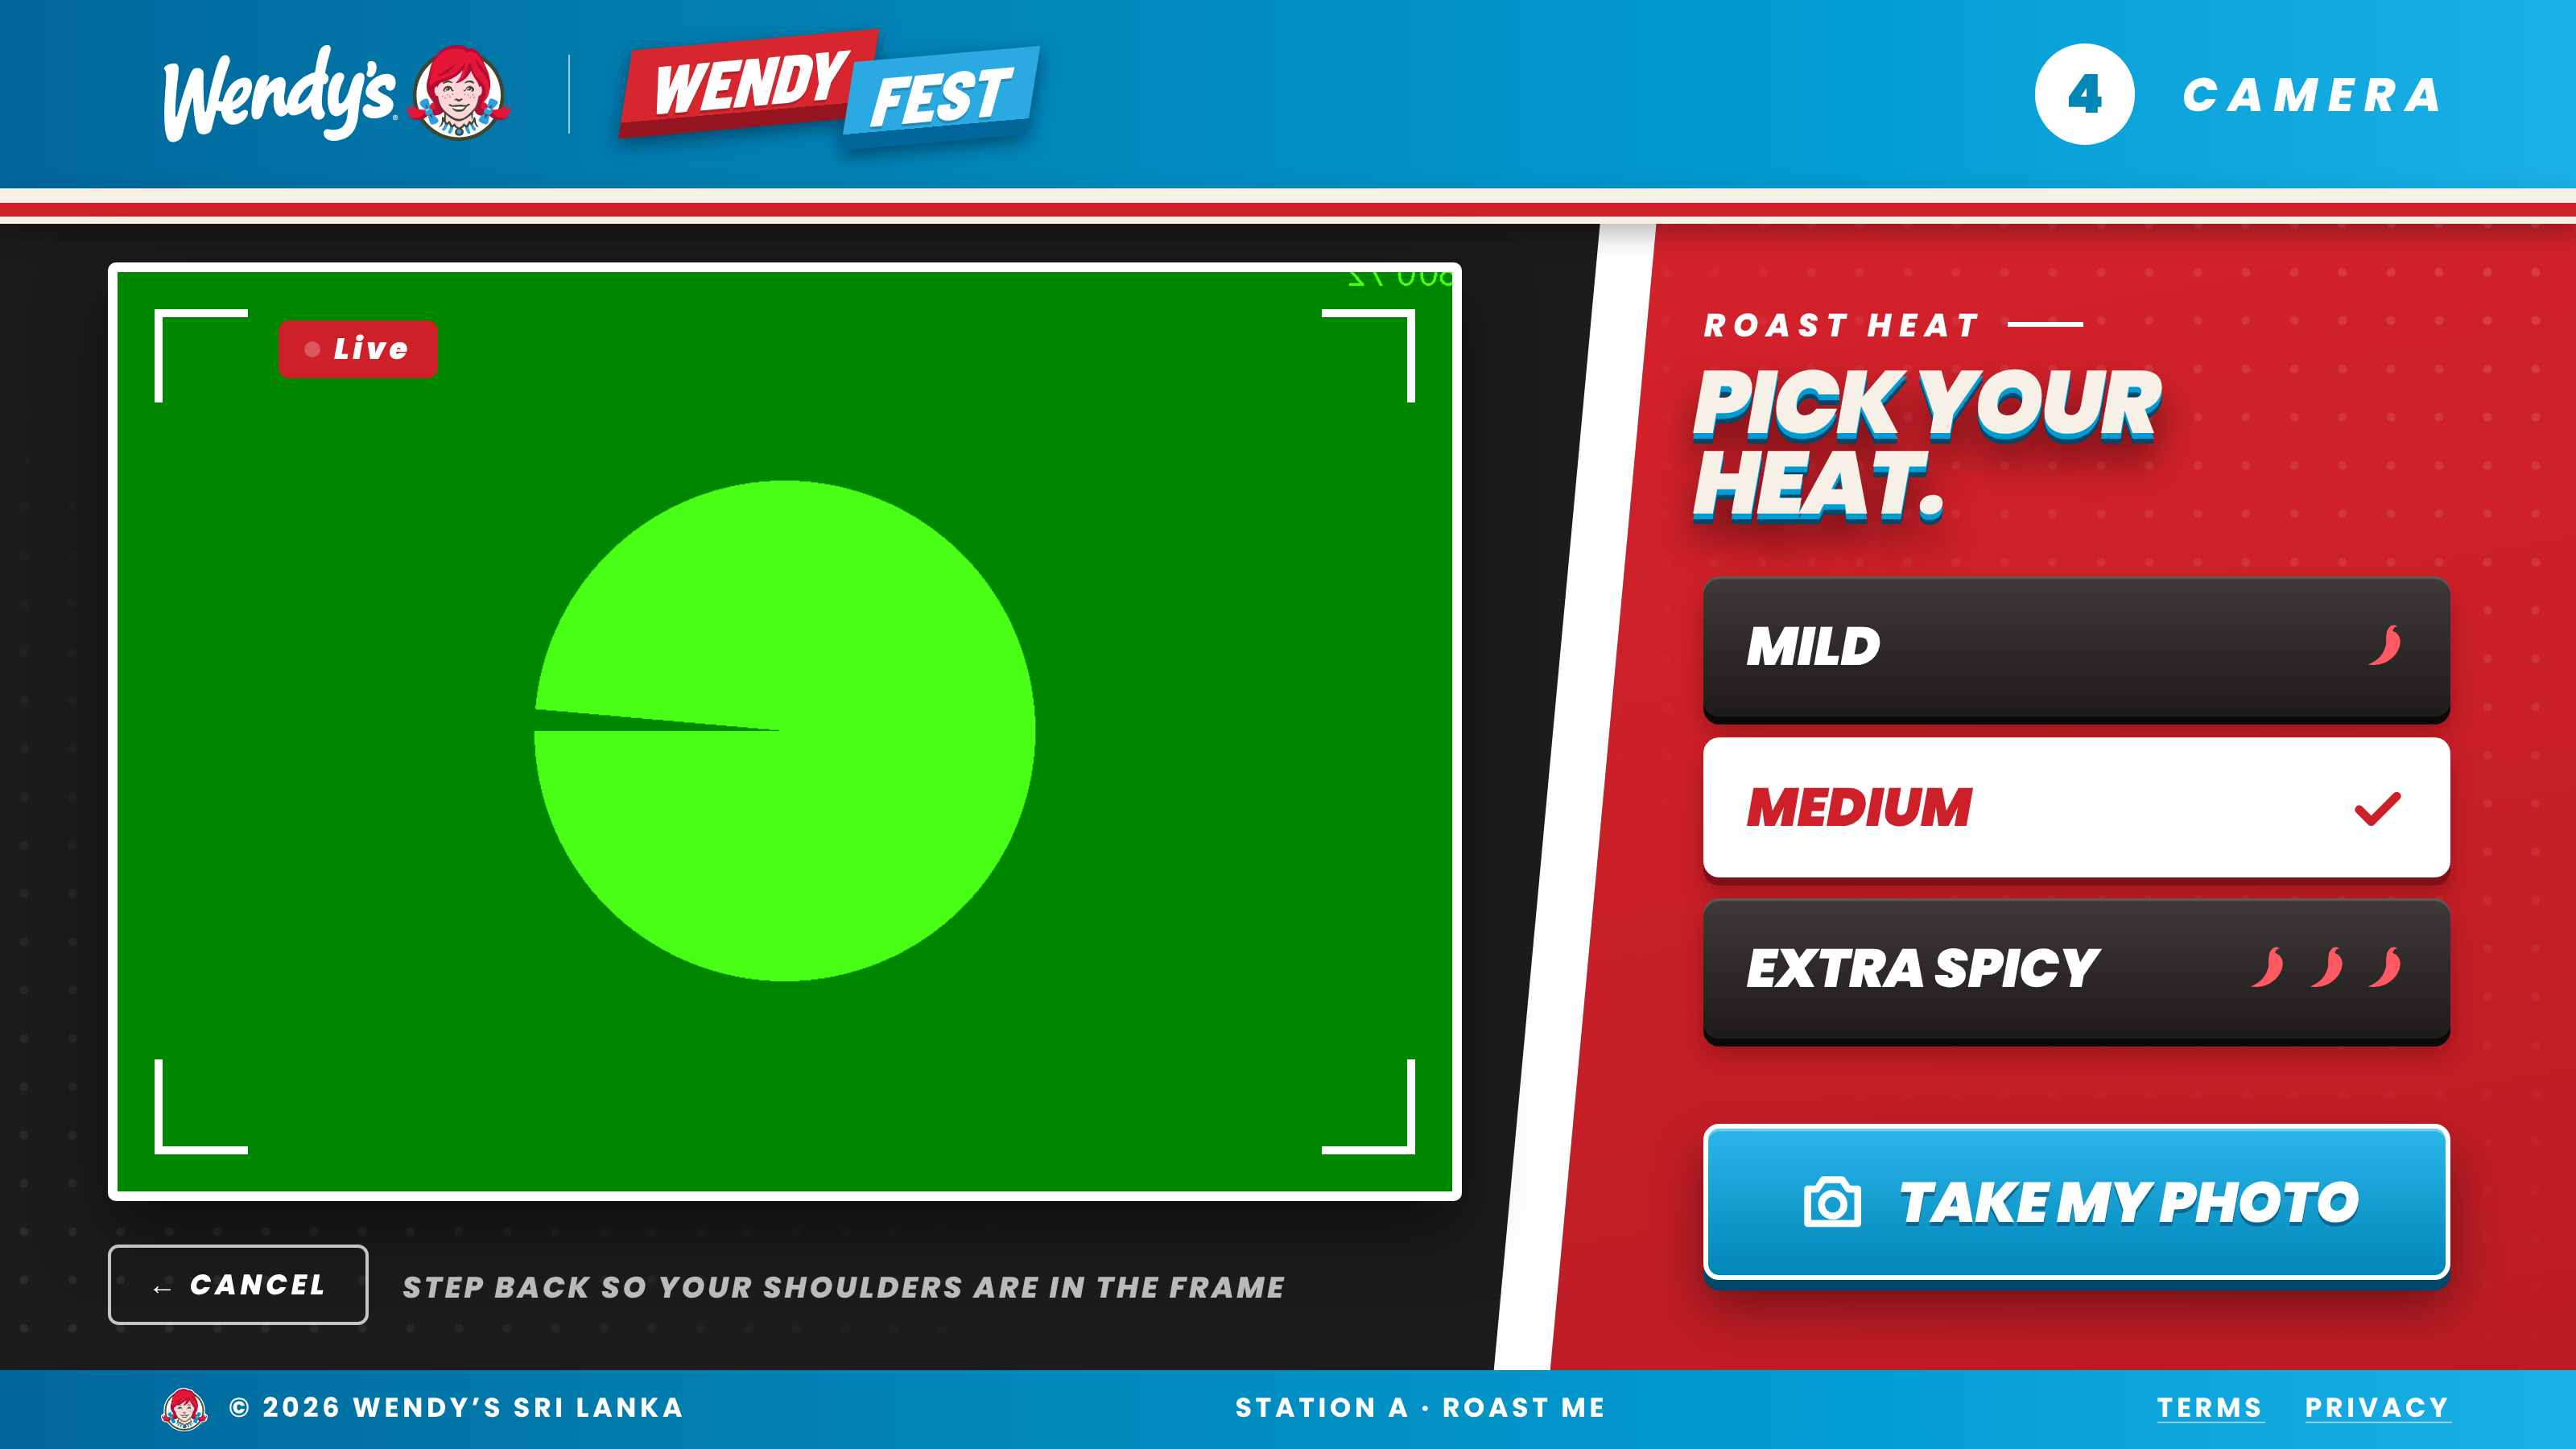 Wendy's
WENDY
FEST
4 CAMERA
Live
ROAST HEAT
PICK YOUR
HEAT.
MILD
MEDIUM
EXTRA SPICY
TAKE MY PHOTO
← CANCEL
STEP BACK SO YOUR SHOULDERS ARE IN THE FRAME
© 2026 WENDY’S SRI LANKA
STATION A · ROAST ME
TERMS PRIVACY